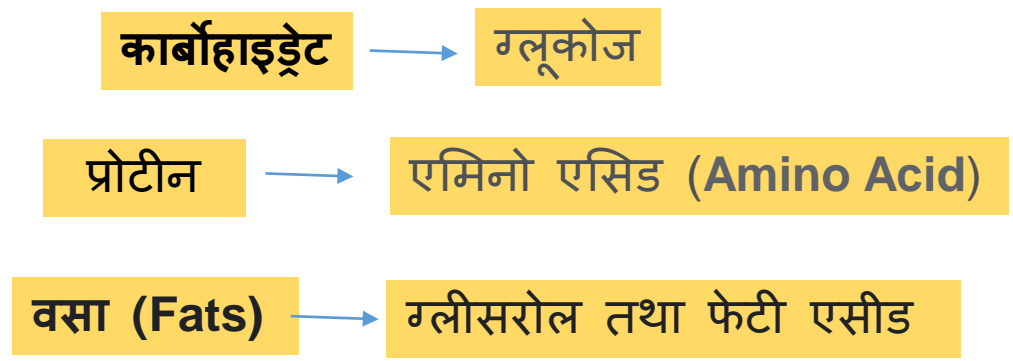 कार्बोहाइड्रेट ग्लूकोज
प्रोटीन एमिनो एसिड (Amino Acid)
वसा (Fats) ग्लीसरोल तथा फेटी एसीड